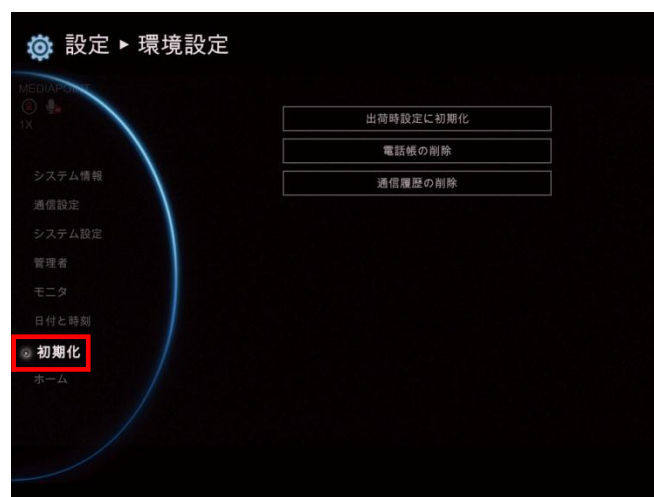 設定 ▶ 環境設定
MEDIAPOINT
1X
出荷時設定に初期化
電話帳の削除
通信履歴の削除
システム情報
通信設定
システム設定
管理者
モニタ
日付と時刻
初期化
ホーム